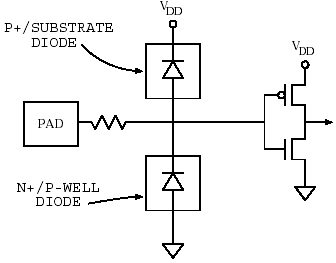 V_DD
P+/SUBSTRATE
DIODE
V_DD
PAD
N+/P-WELL
DIODE